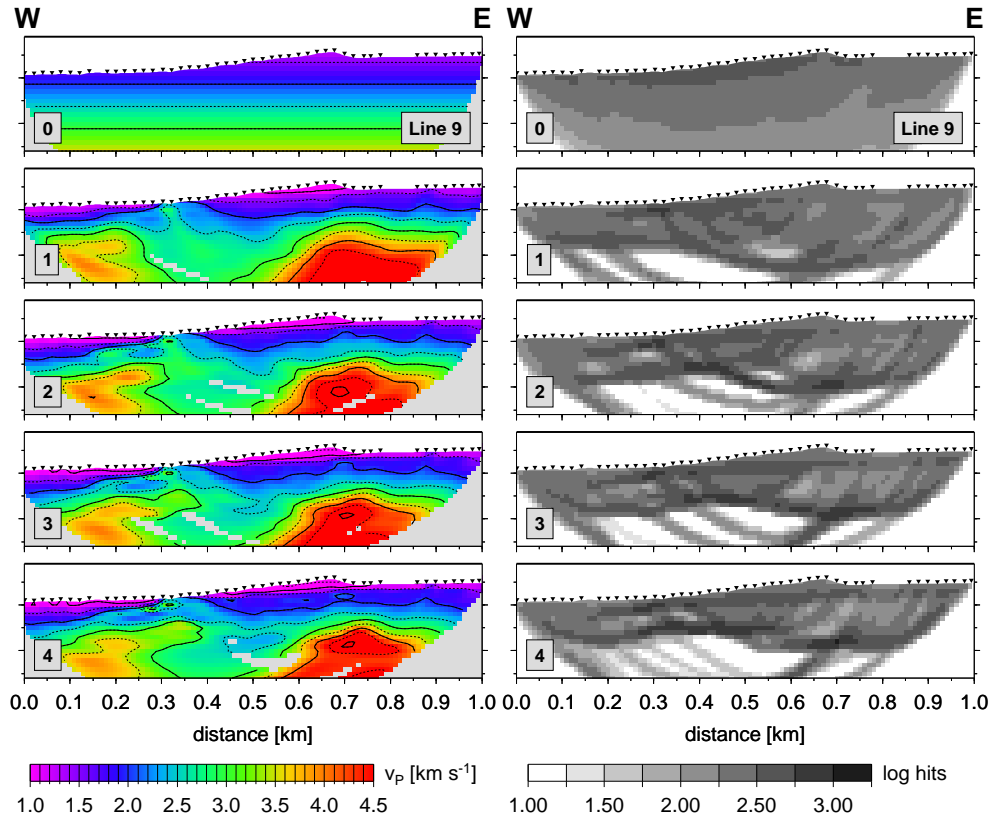 W E W E
0 Line 9 0 Line 9
1 1
2 2
3 3
4 4
0.0 0.1 0.2 0.3 0.4 0.5 0.6 0.7 0.8 0.9 1.0 0.0 0.1 0.2 0.3 0.4 0.5 0.6 0.7 0.8 0.9 1.0
distance [km] distance [km]
vP [km s-1] log hits
1.0 1.5 2.0 2.5 3.0 3.5 4.0 4.5 1.00 1.50 2.00 2.50 3.00